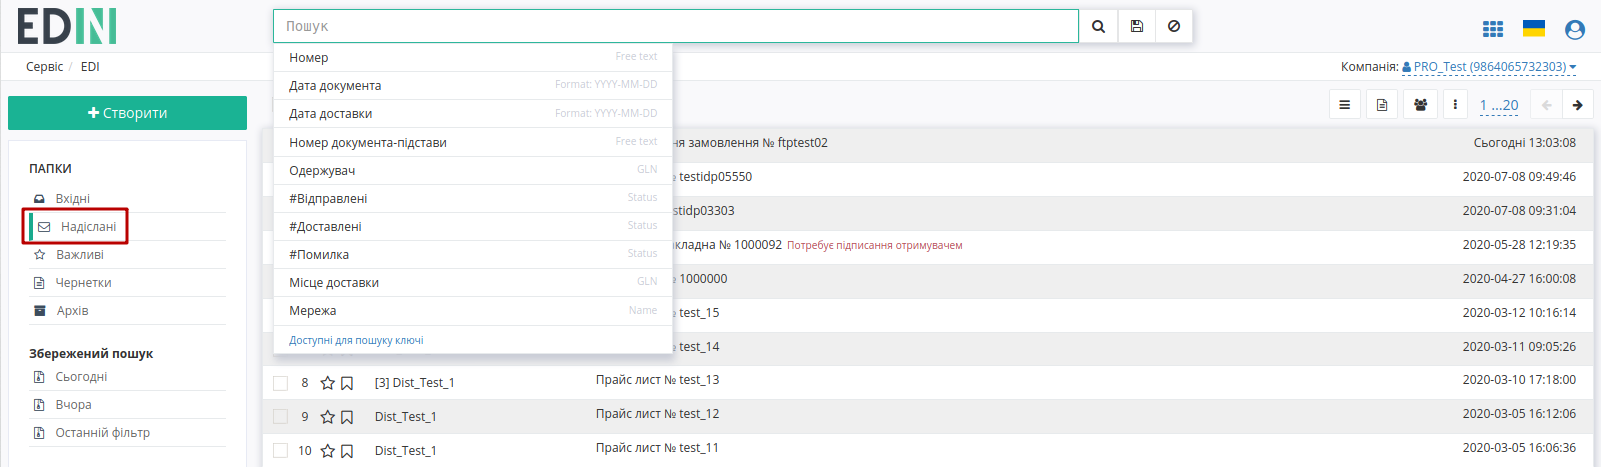 EDIN
Пошук
Сервіс / EDI
Компанія: PRO_Test (9864065732303)
Створити
1 ...20
ПАПКИ
Вхідні
Надіслані
Важливі
Чернетки
Архів
Збережений пошук
Сьогодні
Вчора
Останній фільтр
Номер Free text
Дата документа Format: YYYY-MM-DD
Дата доставки Format: YYYY-MM-DD
Номер документа-підстави Free text
Одержувач GLN
#Відправлені Status
#Доставлені Status
#Помилка Status
Місце доставки GLN
Мережа Name
Доступні для пошуку ключі
ня замовлення № ftptest02 Сьогодні 13:03:08
№ testidp05550 2020-07-08 09:49:46
stidp03303 2020-07-08 09:31:04
кладна № 1000092 Потребує підписання отримувачем 2020-05-28 12:19:35
№ 1000000 2020-04-27 16:00:08
№ test_15 2020-03-12 10:16:14
№ test_14 2020-03-11 09:05:26
8 [3] Dist_Test_1 Прайс лист № test_13 2020-03-10 17:18:00
9 Dist_Test_1 Прайс лист № test_12 2020-03-05 16:12:06
10 Dist_Test_1 Прайс лист № test_11 2020-03-05 16:06:36